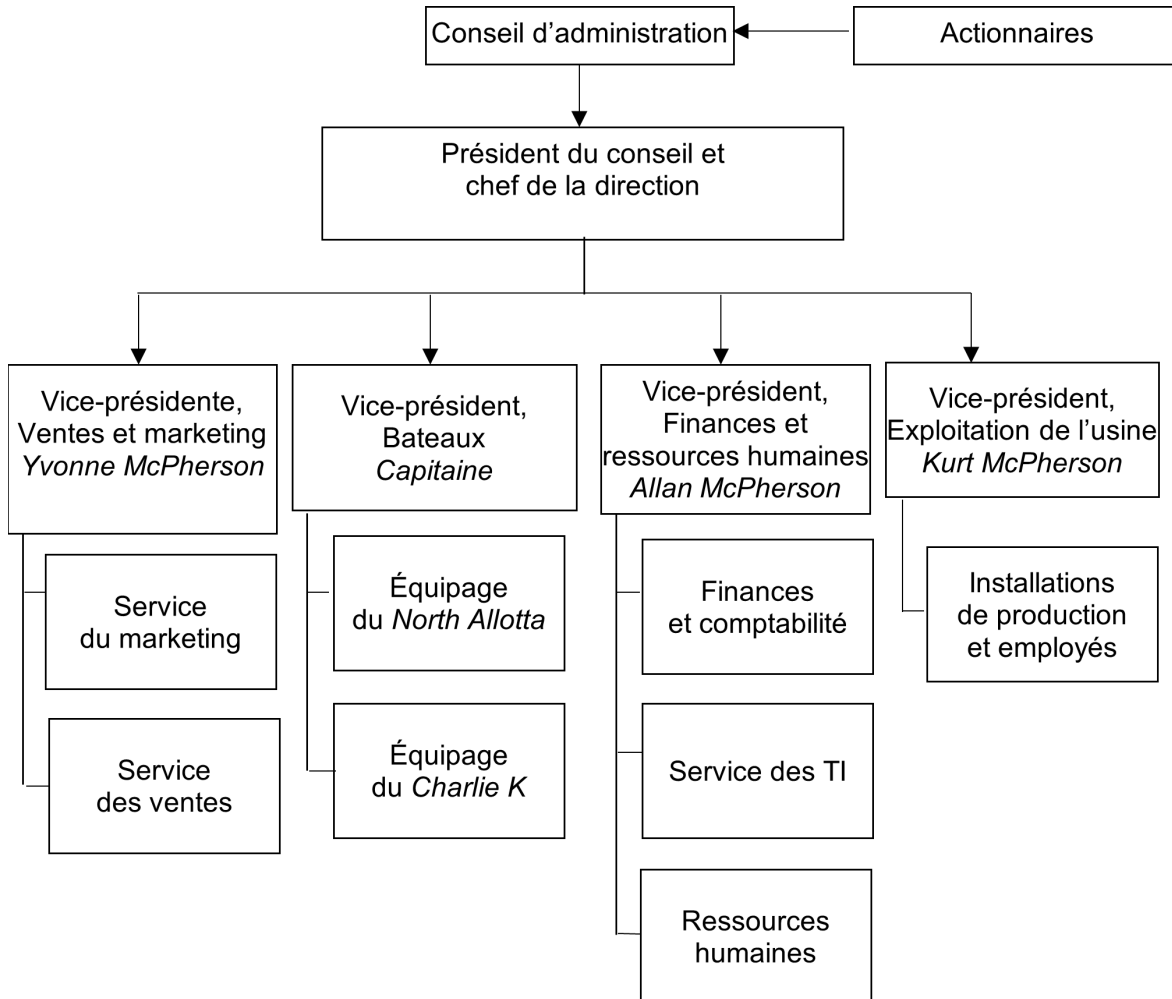 Conseil d’administration
Actionnaires
Président du conseil et
chef de la direction
Vice-présidente,
Ventes et marketing
Yvonne McPherson
Vice-président,
Bateaux
Capitaine
Vice-président,
Finances et
ressources humaines
Allan McPherson
Vice-président,
Exploitation de l’usine
Kurt McPherson
Service
du marketing
Service
des ventes
Équipage
du North Allotta
Équipage
du Charlie K
Finances
et comptabilité
Service des TI
Ressources
humaines
Installations
de production
et employés